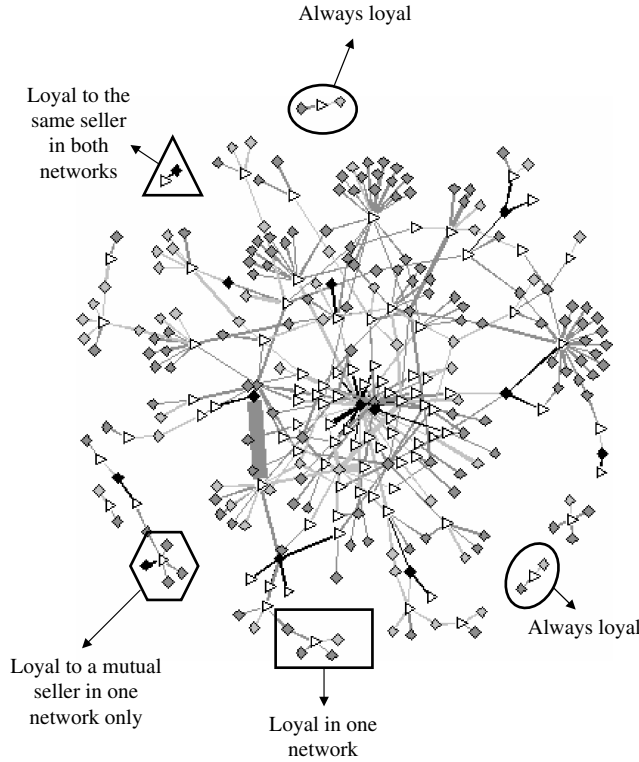 Always loyal
Loyal to the
same seller
in both
networks
Always loyal
Loyal to a mutual
seller in one
network only
Loyal in one
network